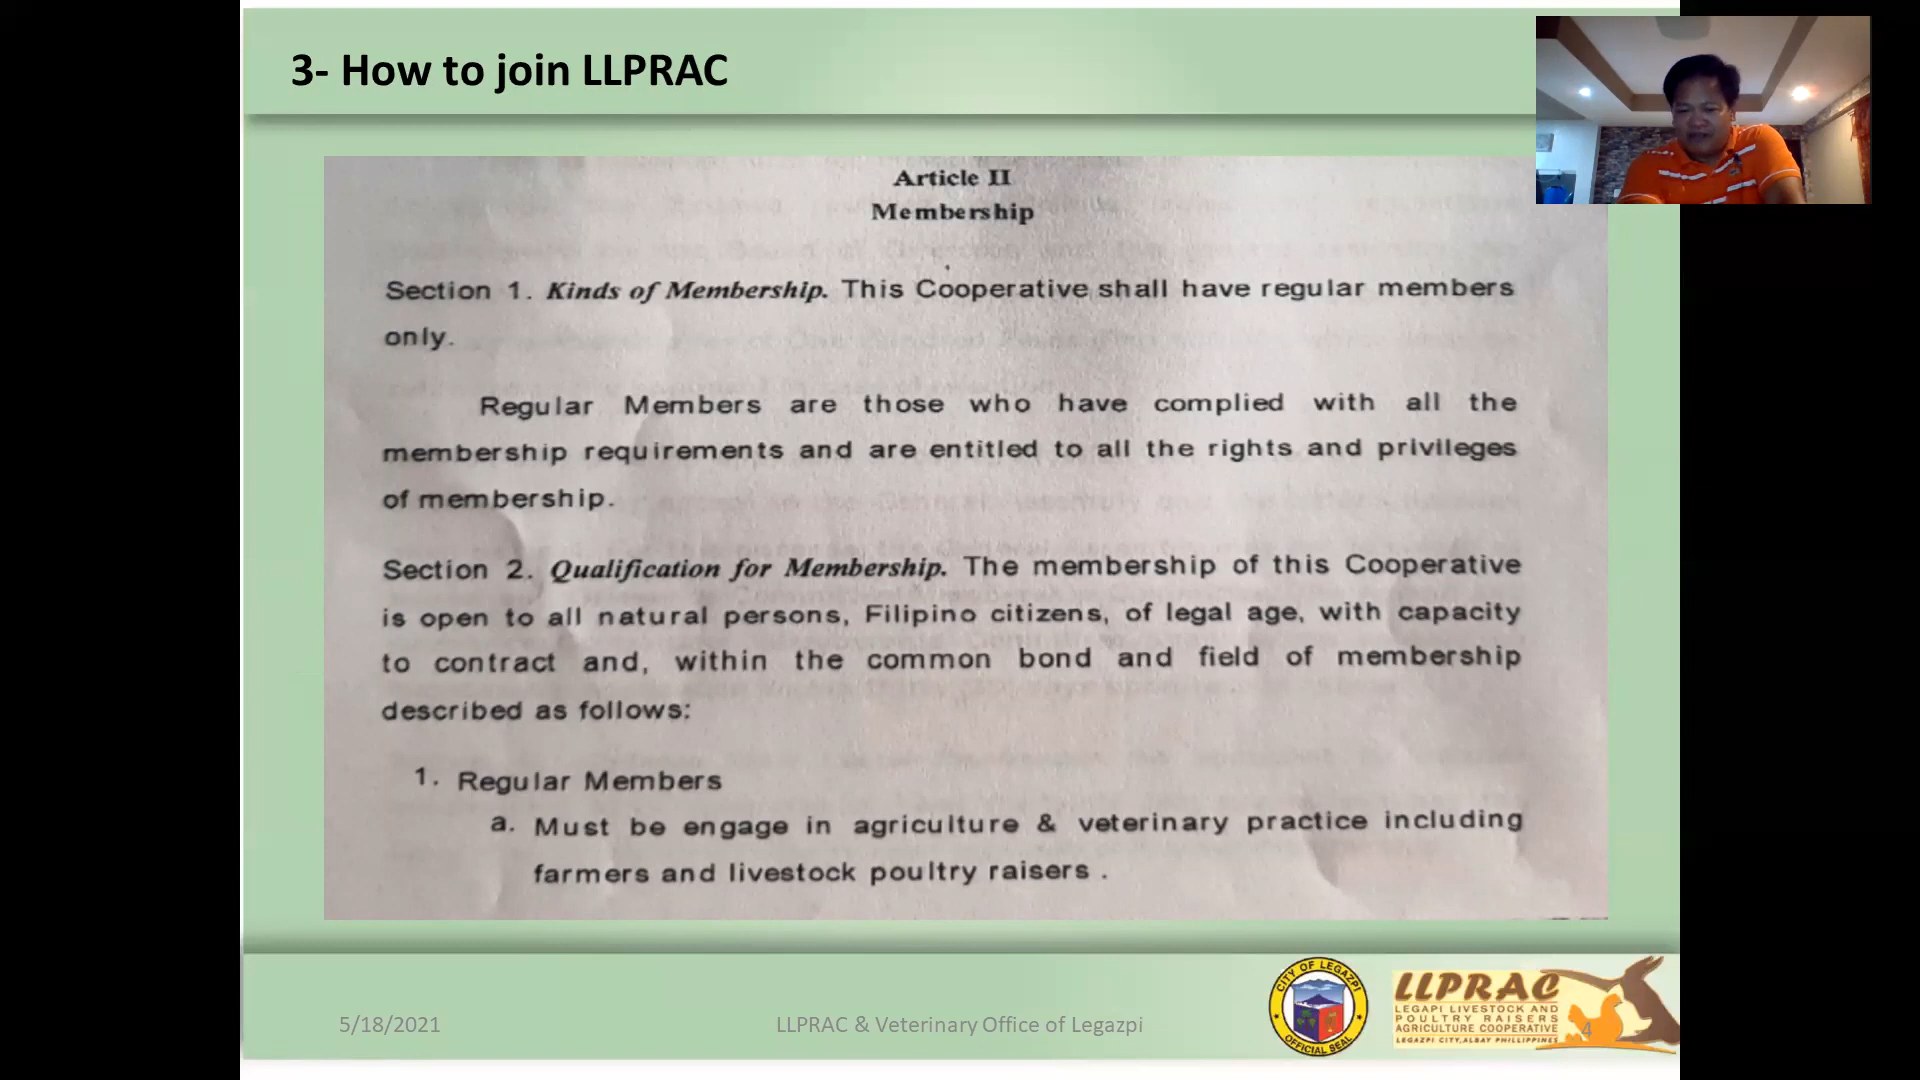 3- How to join LLPRAC
Article II
Membership
Section 1. Kinds of Membership. This Cooperative shall have regular members
only.
Regular Members are those who have complied with all the
membership requirements and are entitled to all the rights and privileges
of membership.
Section 2. Qualification for Membership. The membership of this Cooperative
is open to all natural persons, Filipino citizens, of legal age, with capacity
to contract and, within the common bond and field of membership
described as follows:
1. Regular Members
a. Must be engage in agriculture & veterinary practice including
farmers and livestock poultry raisers .
5/18/2021
LLPRAC & Veterinary Office of Legazpi
CITY OF LEGAZPI
OFFICIAL SEAL
LLPRAC
LEGAPI LIVESTOCK AND
POULTRY RAISERS
AGRICULTURE COOPERATIVE
LEGAZPI CITY, ALBAY PHILLIPPINES
4